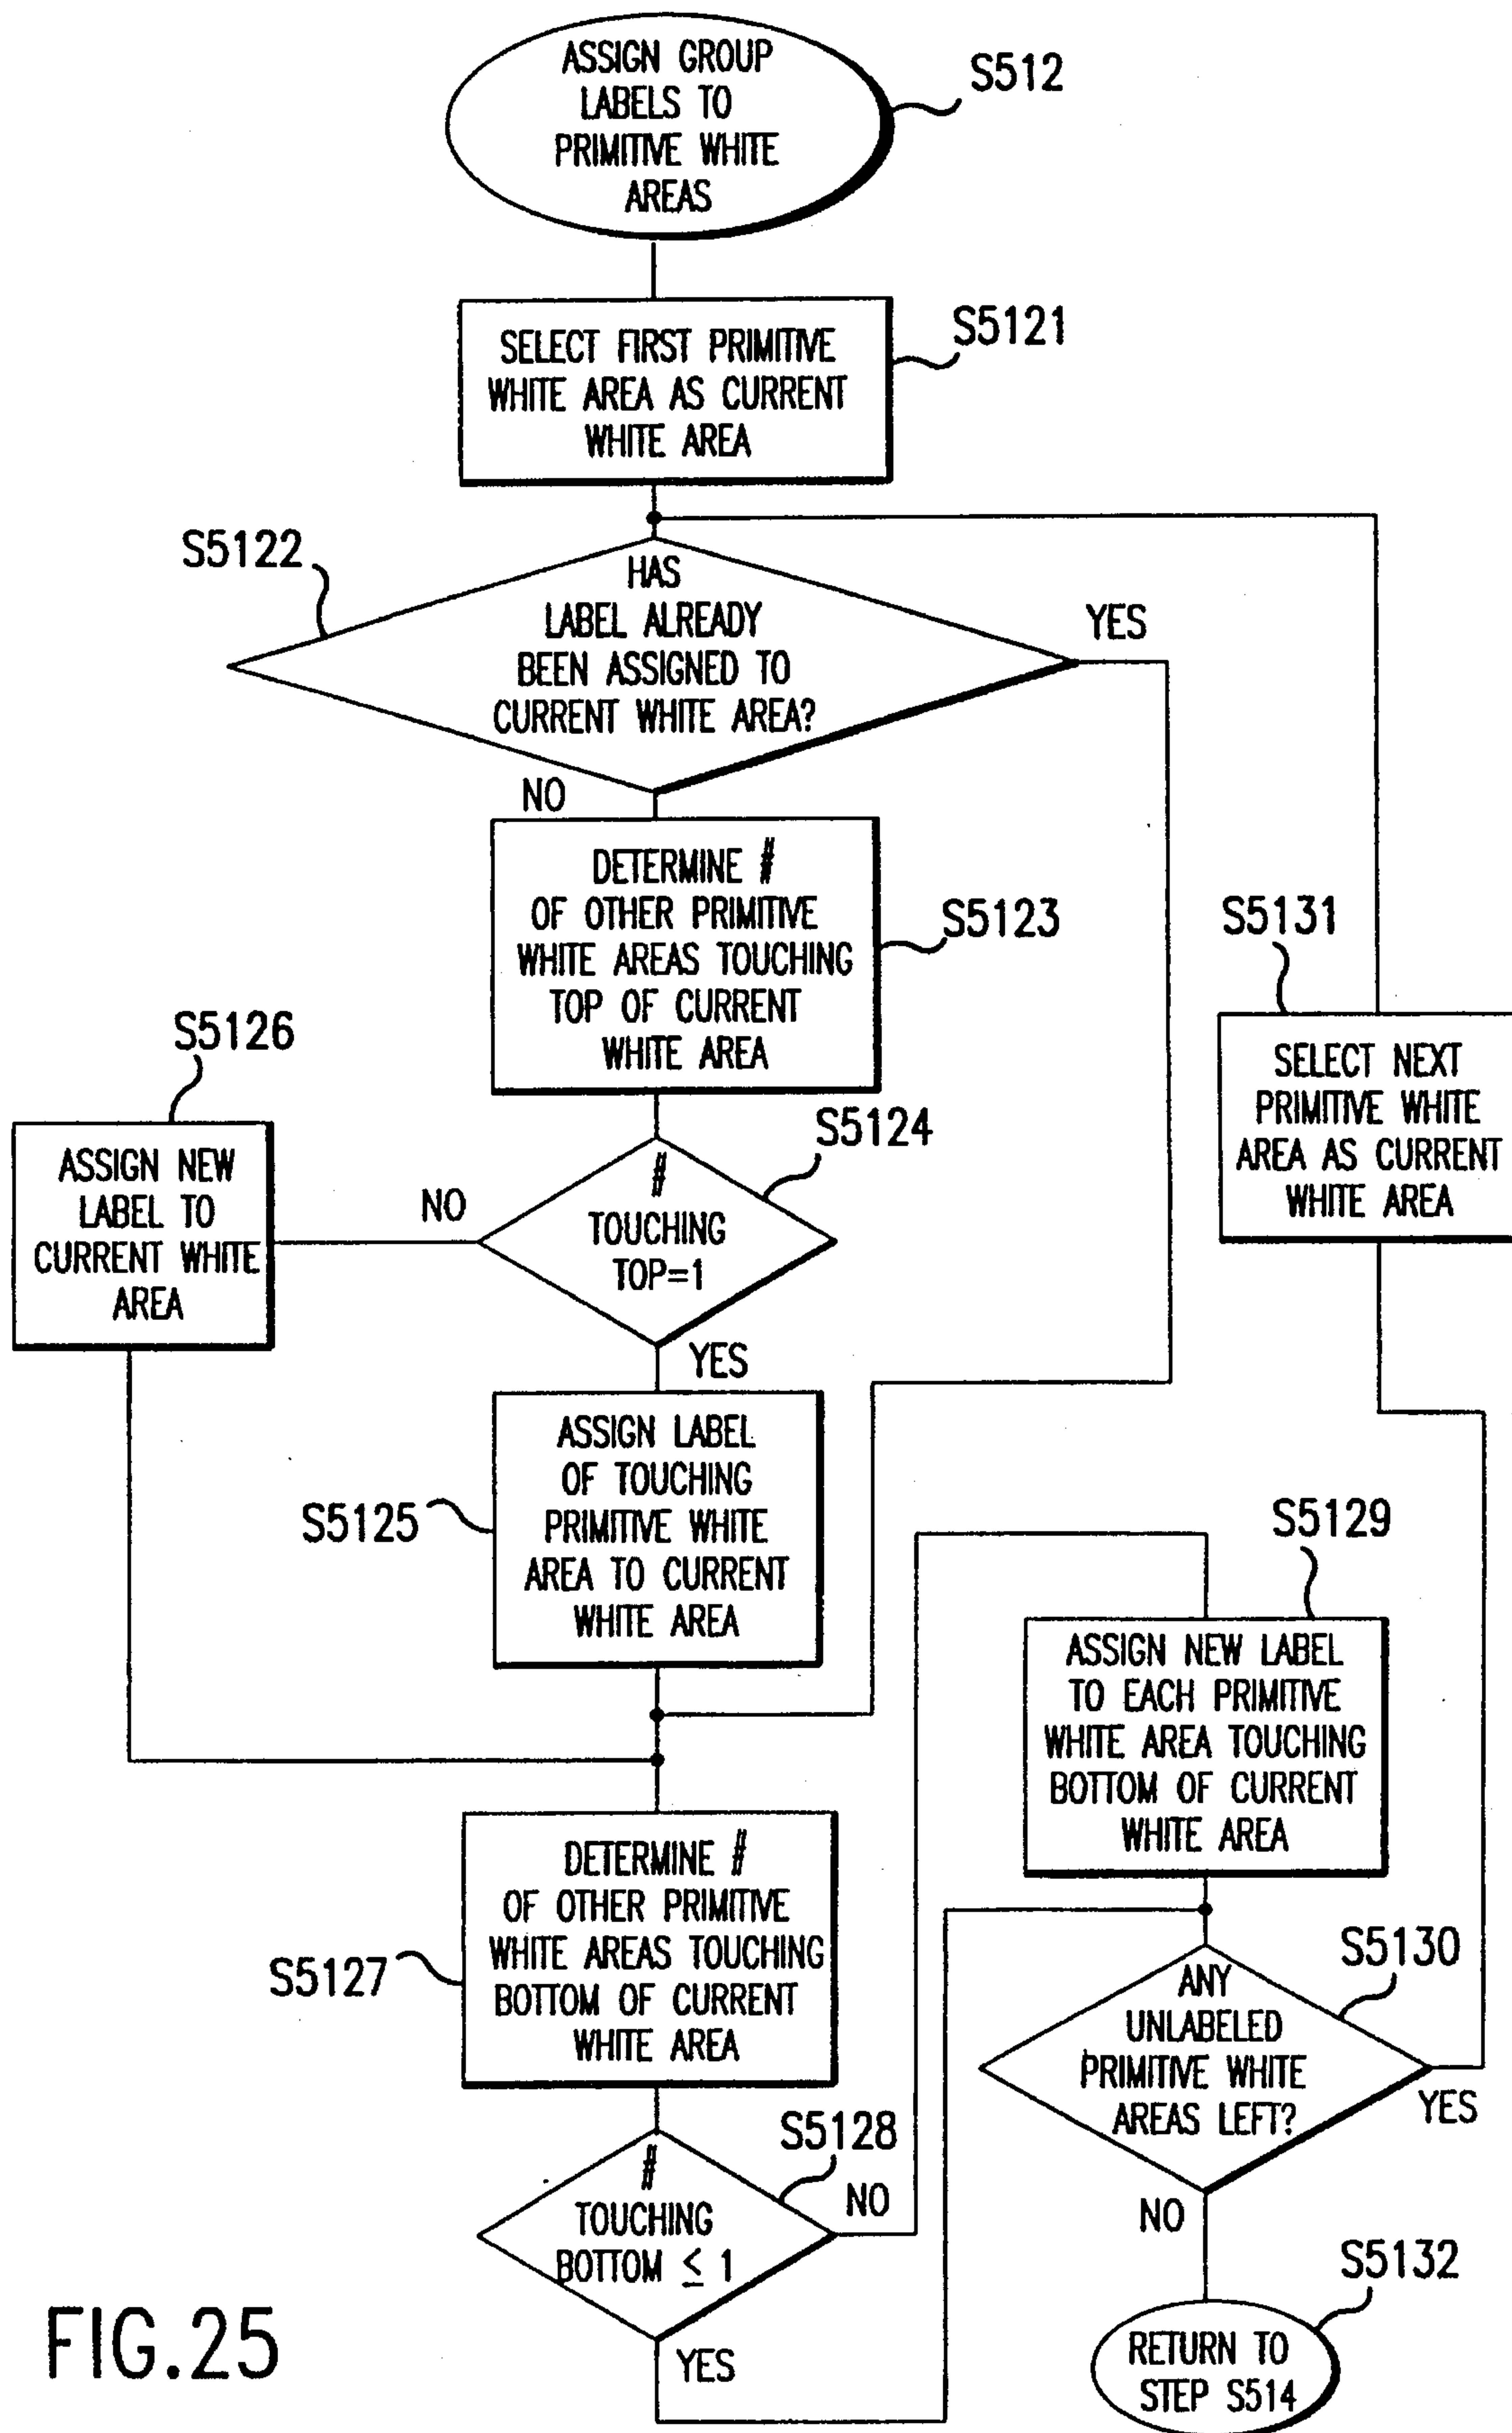 ASSIGN GROUP
LABELS TO
PRIMITIVE WHITE
AREAS
S512
SELECT FIRST PRIMITIVE
WHITE AREA AS CURRENT
WHITE AREA
S5121
S5122
HAS
LABEL ALREADY
BEEN ASSIGNED TO
CURRENT WHITE AREA?
YES
NO
DETERMINE #
OF OTHER PRIMITIVE
WHITE AREAS TOUCHING
TOP OF CURRENT
WHITE AREA
S5123
S5131
SELECT NEXT
PRIMITIVE WHITE
AREA AS CURRENT
WHITE AREA
S5126
ASSIGN NEW
LABEL TO
CURRENT WHITE
AREA
NO
S5124
#
TOUCHING
TOP=1
YES
S5125
ASSIGN LABEL
OF TOUCHING
PRIMITIVE WHITE
AREA TO CURRENT
WHITE AREA
S5129
ASSIGN NEW LABEL
TO EACH PRIMITIVE
WHITE AREA TOUCHING
BOTTOM OF CURRENT
WHITE AREA
S5127
DETERMINE #
OF OTHER PRIMITIVE
WHITE AREAS TOUCHING
BOTTOM OF CURRENT
WHITE AREA
S5130
ANY
UNLABELED
PRIMITIVE WHITE
AREAS LEFT?
YES
NO
S5128
#
TOUCHING
BOTTOM ≤ 1
NO
YES
S5132
RETURN TO
STEP S514
FIG.25